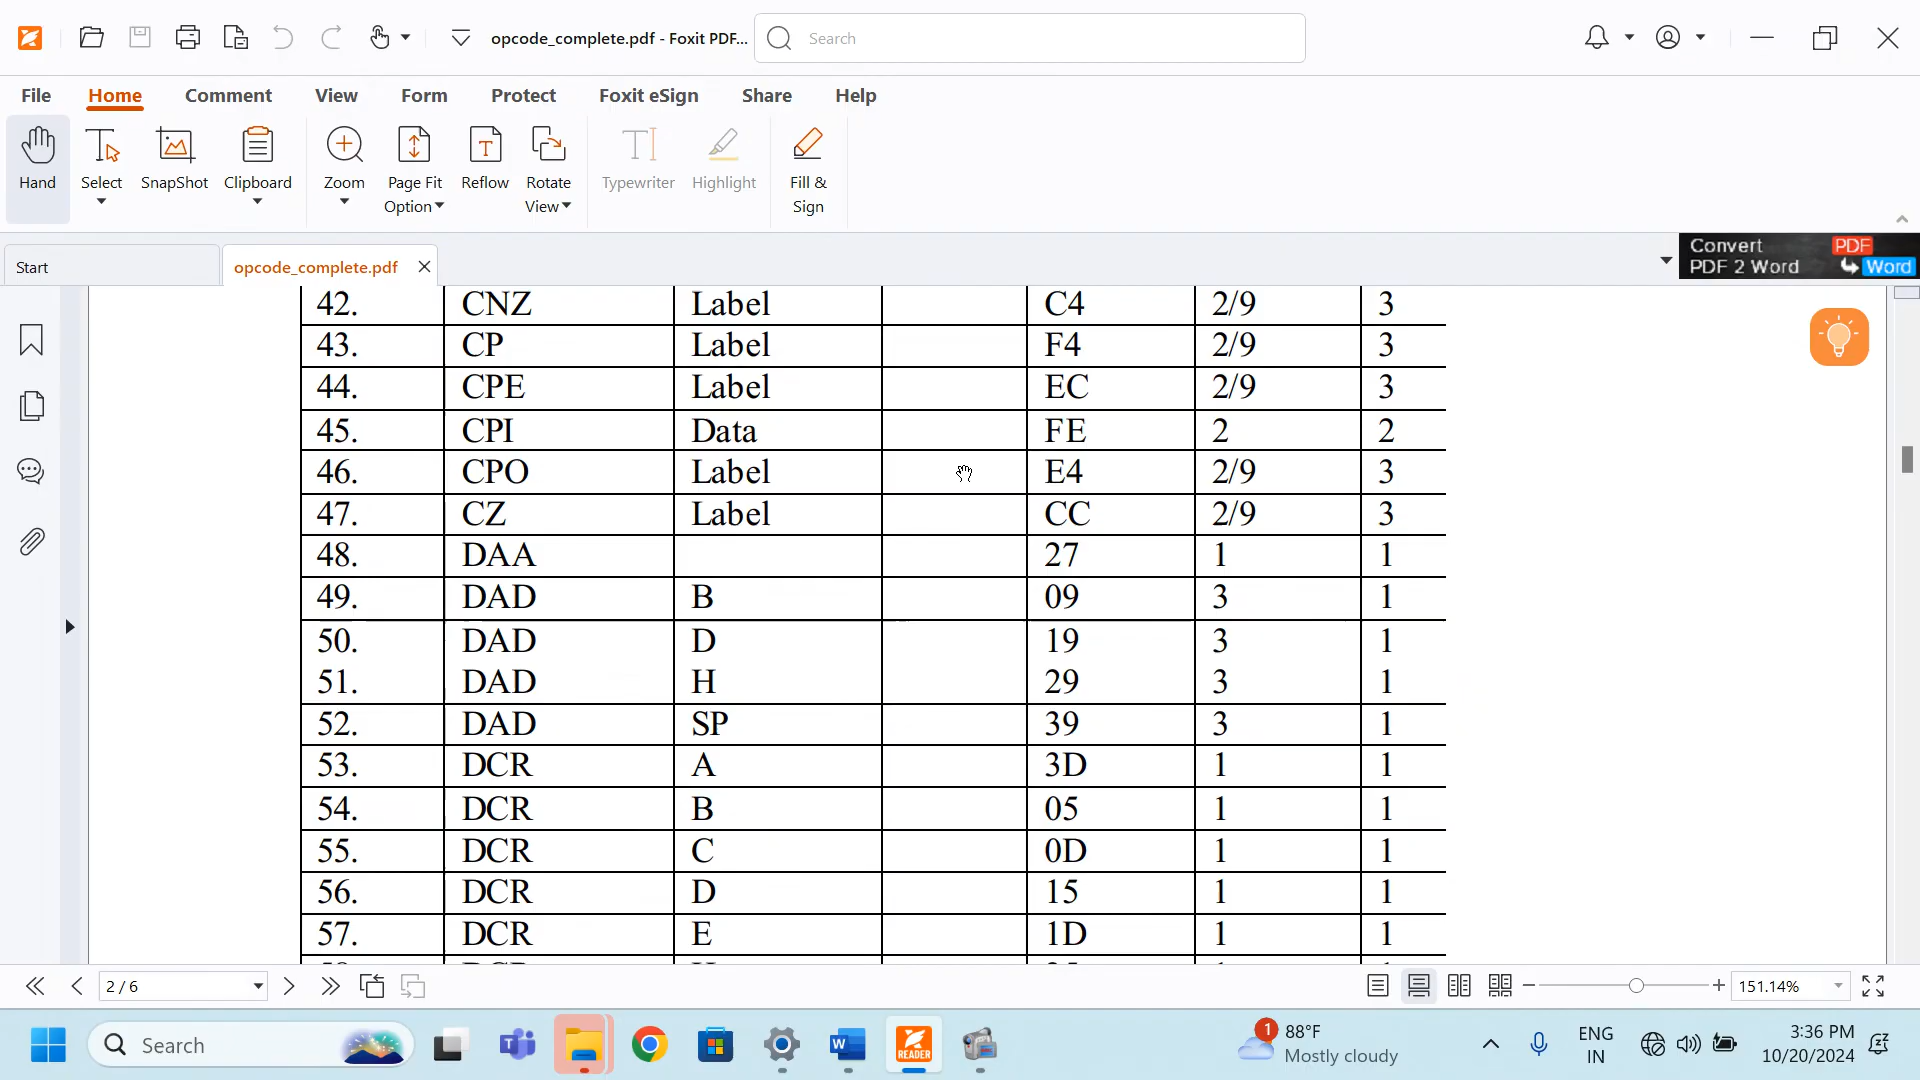 opcode_complete.pdf - Foxit PDF... Search
File Home Comment View Form Protect Foxit eSign Share Help
Hand Select SnapShot Clipboard Zoom Page Fit Option Reflow Rotate View Typewriter Highlight Fill & Sign
Start opcode_complete.pdf Convert PDF 2 Word PDF Word
42. CNZ Label C4 2/9 3
43. CP Label F4 2/9 3
44. CPE Label EC 2/9 3
45. CPI Data FE 2 2
46. CPO Label E4 2/9 3
47. CZ Label CC 2/9 3
48. DAA 27 1 1
49. DAD B 09 3 1
50. DAD D 19 3 1
51. DAD H 29 3 1
52. DAD SP 39 3 1
53. DCR A 3D 1 1
54. DCR B 05 1 1
55. DCR C 0D 1 1
56. DCR D 15 1 1
57. DCR E 1D 1 1
2 / 6 151.14%
Search READER 1 88°F ENG 3:36 PM
Mostly cloudy IN 10/20/2024